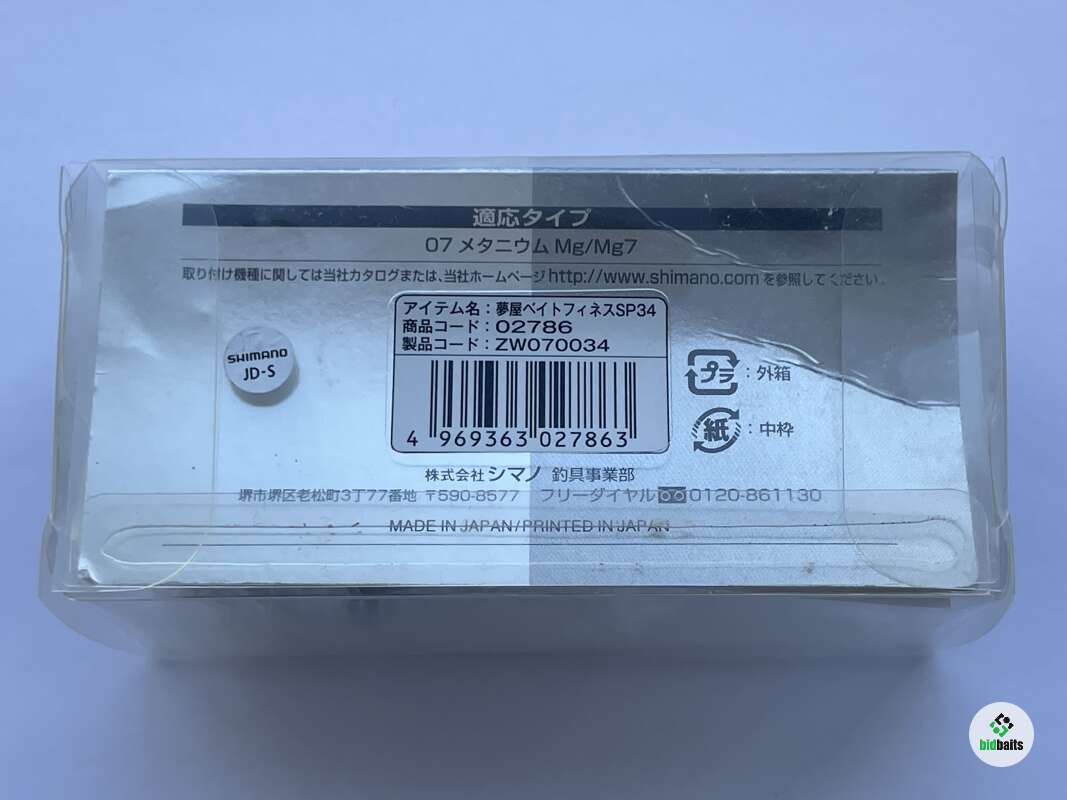 適応タイプ
07 メタニウム Mg/Mg7
取り付け機種に関しては当社カタログまたは、当社ホームページhttp://www.shimano.comを参照してください。
アイテム名：夢屋ベイトフィネスSP34
商品コード：02786
製品コード：ZW070034
SHIMANO
JD-S
プラ：外箱
紙：中枠
4 969363 027863
株式会社シマノ 釣具事業部
堺市堺区老松町3丁77番地 〒590-8577 フリーダイヤル 0120-861130
MADE IN JAPAN/PRINTED IN JAPAN
bidbaits